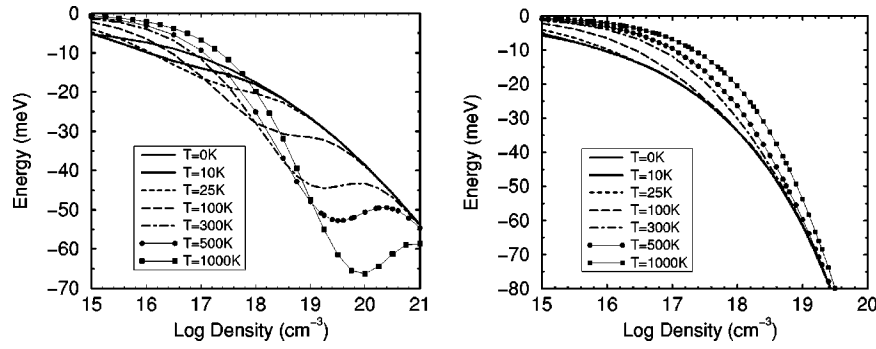 0
−10
−20
−30
−40
−50
−60
−70
Energy (meV)
T=0K
T=10K
T=25K
T=100K
T=300K
T=500K
T=1000K
15 16 17 18 19 20 21
Log Density (cm⁻³)
0
−10
−20
−30
−40
−50
−60
−70
−80
Energy (meV)
T=0K
T=10K
T=25K
T=100K
T=300K
T=500K
T=1000K
15 16 17 18 19 20
Log Density (cm⁻³)